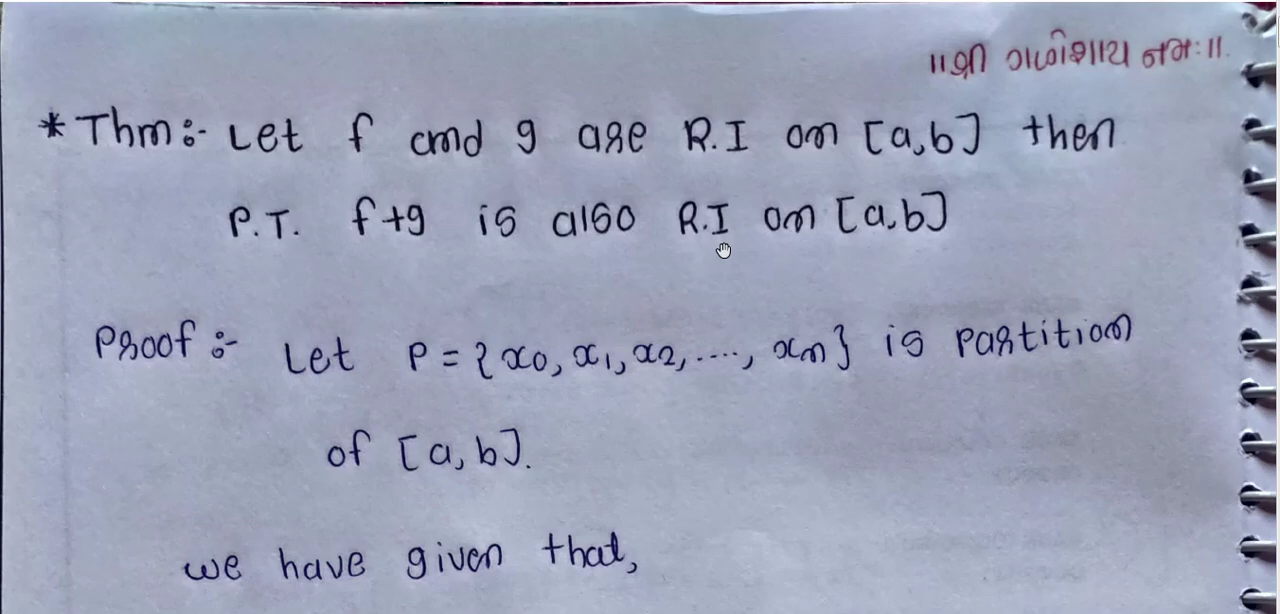 ॥શ્રી ગણેશાય નમઃ॥.
* Thm:- Let f and g are R.I on [a,b] then
P.T. f+g is also R.I on [a,b]
Proof :- Let P = {x0, x1, x2, ...., xn} is partition
of [a,b].
we have given that,